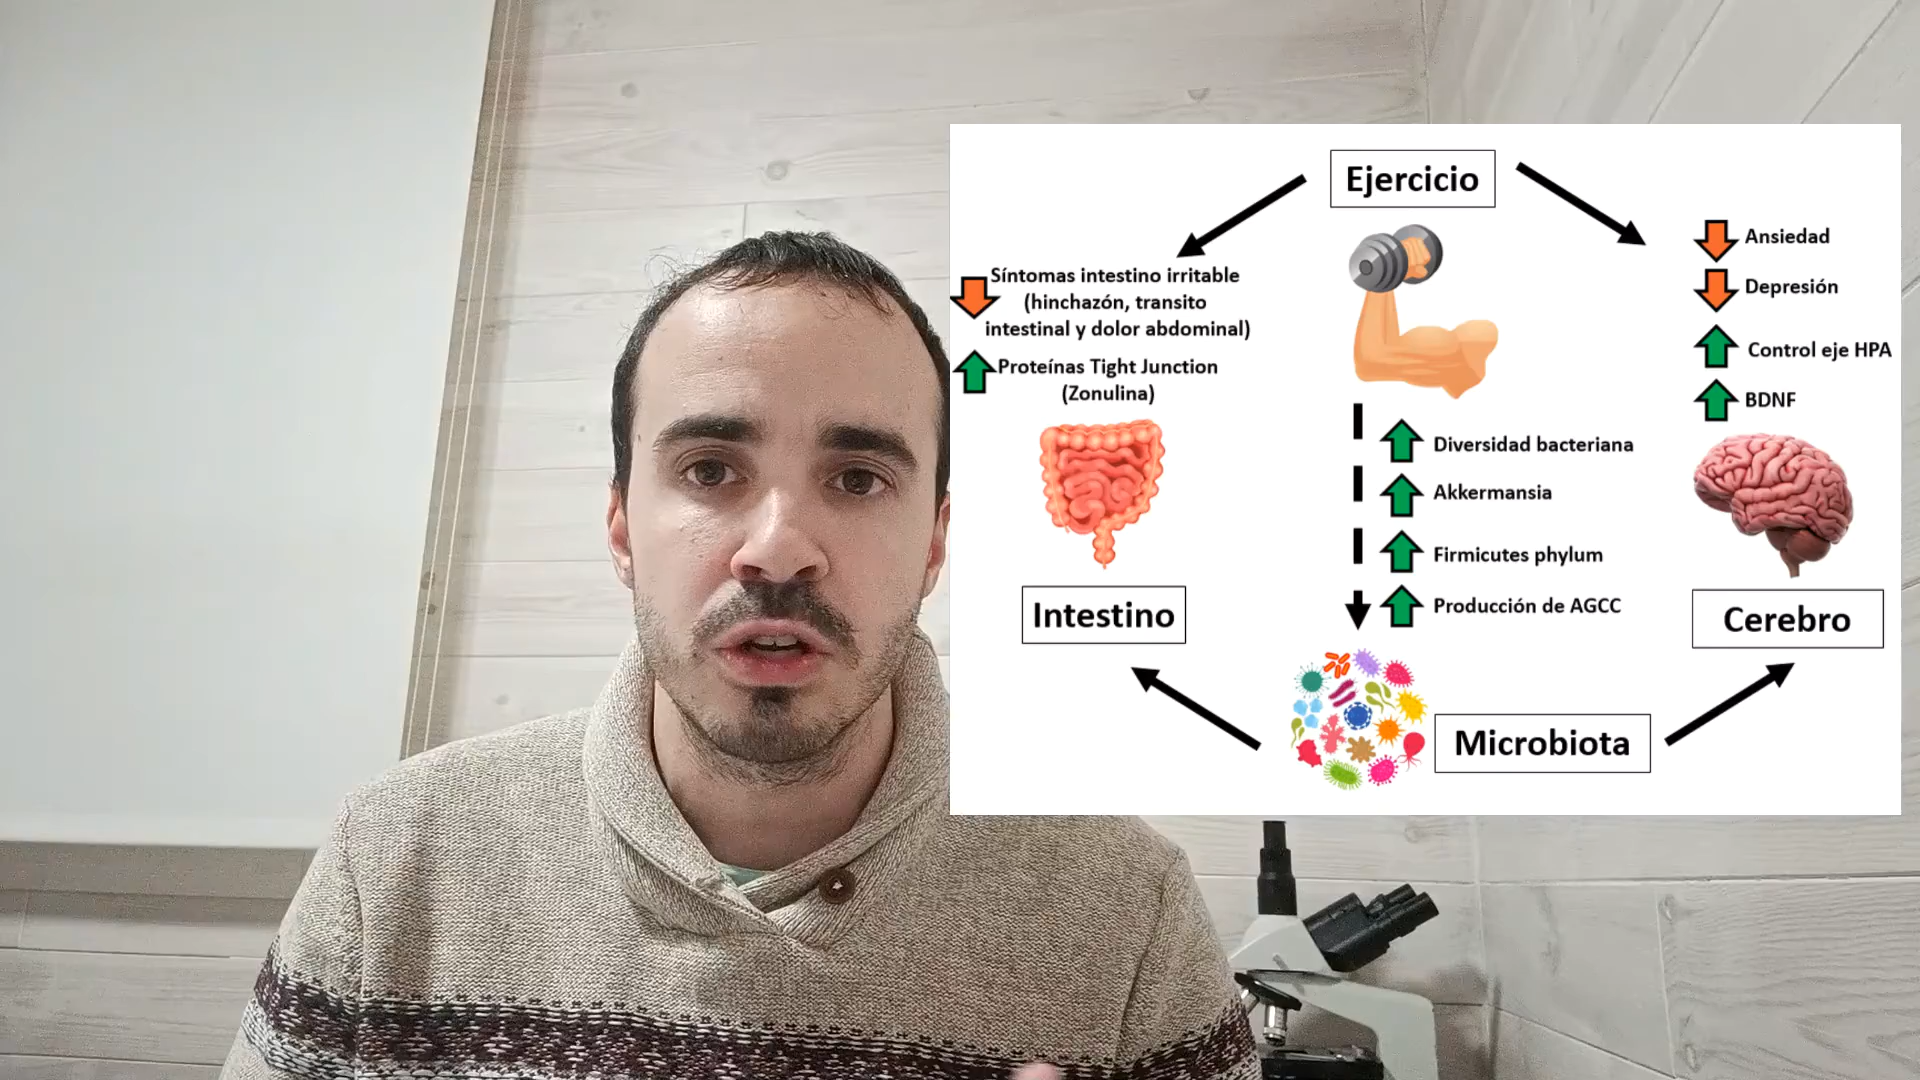 Ejercicio
Síntomas intestino irritable
(hinchazón, transito
intestinal y dolor abdominal)
Proteínas Tight Junction
(Zonulina)
Intestino
Diversidad bacteriana
Akkermansia
Firmicutes phylum
Producción de AGCC
Microbiota
Ansiedad
Depresión
Control eje HPA
BDNF
Cerebro